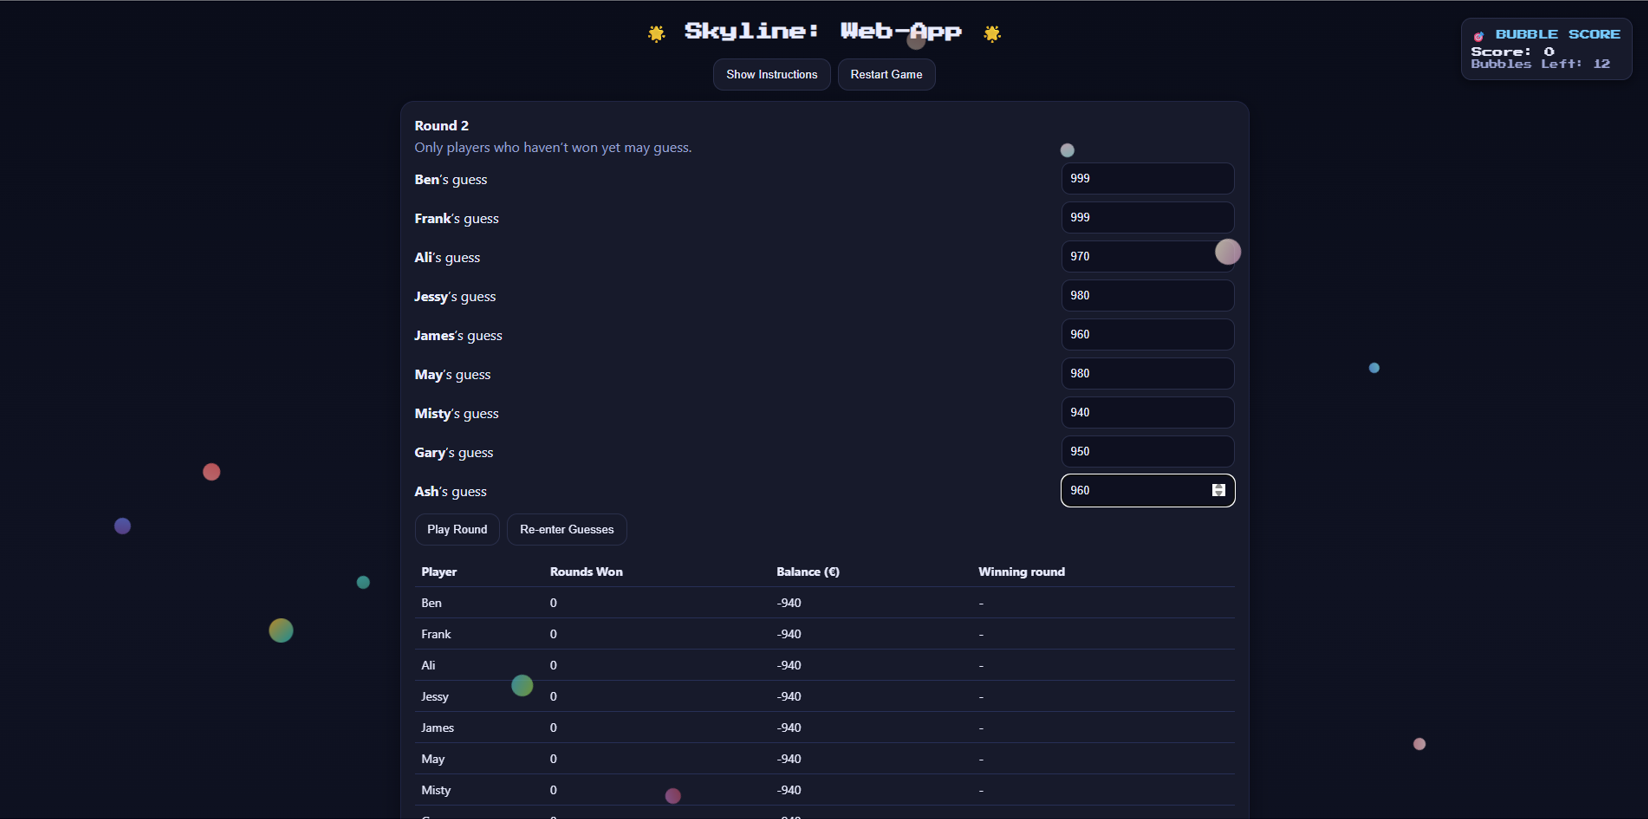 Skyline: Web-App
🎯 BUBBLE SCORE
Score: 0
Bubbles Left: 12
Show Instructions Restart Game
Round 2
Only players who haven’t won yet may guess.
Ben’s guess 999
Frank’s guess 999
Ali’s guess 970
Jessy’s guess 980
James’s guess 960
May’s guess 980
Misty’s guess 940
Gary’s guess 950
Ash’s guess 960
Play Round Re-enter Guesses
Player Rounds Won Balance (€) Winning round
Ben 0 -940 -
Frank 0 -940 -
Ali 0 -940 -
Jessy 0 -940 -
James 0 -940 -
May 0 -940 -
Misty 0 -940 -